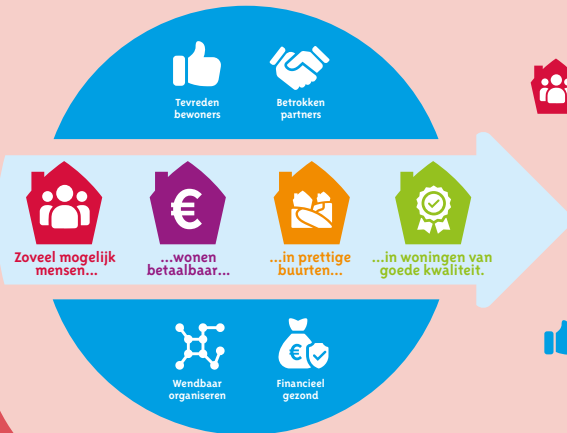 Tevreden
bewoners
Betrokken
partners
Zoveel mogelijk
mensen...
...wonen
betaalbaar...
...in prettige
buurten...
...in woningen van
goede kwaliteit.
Wendbaar
organiseren
Financieel
gezond